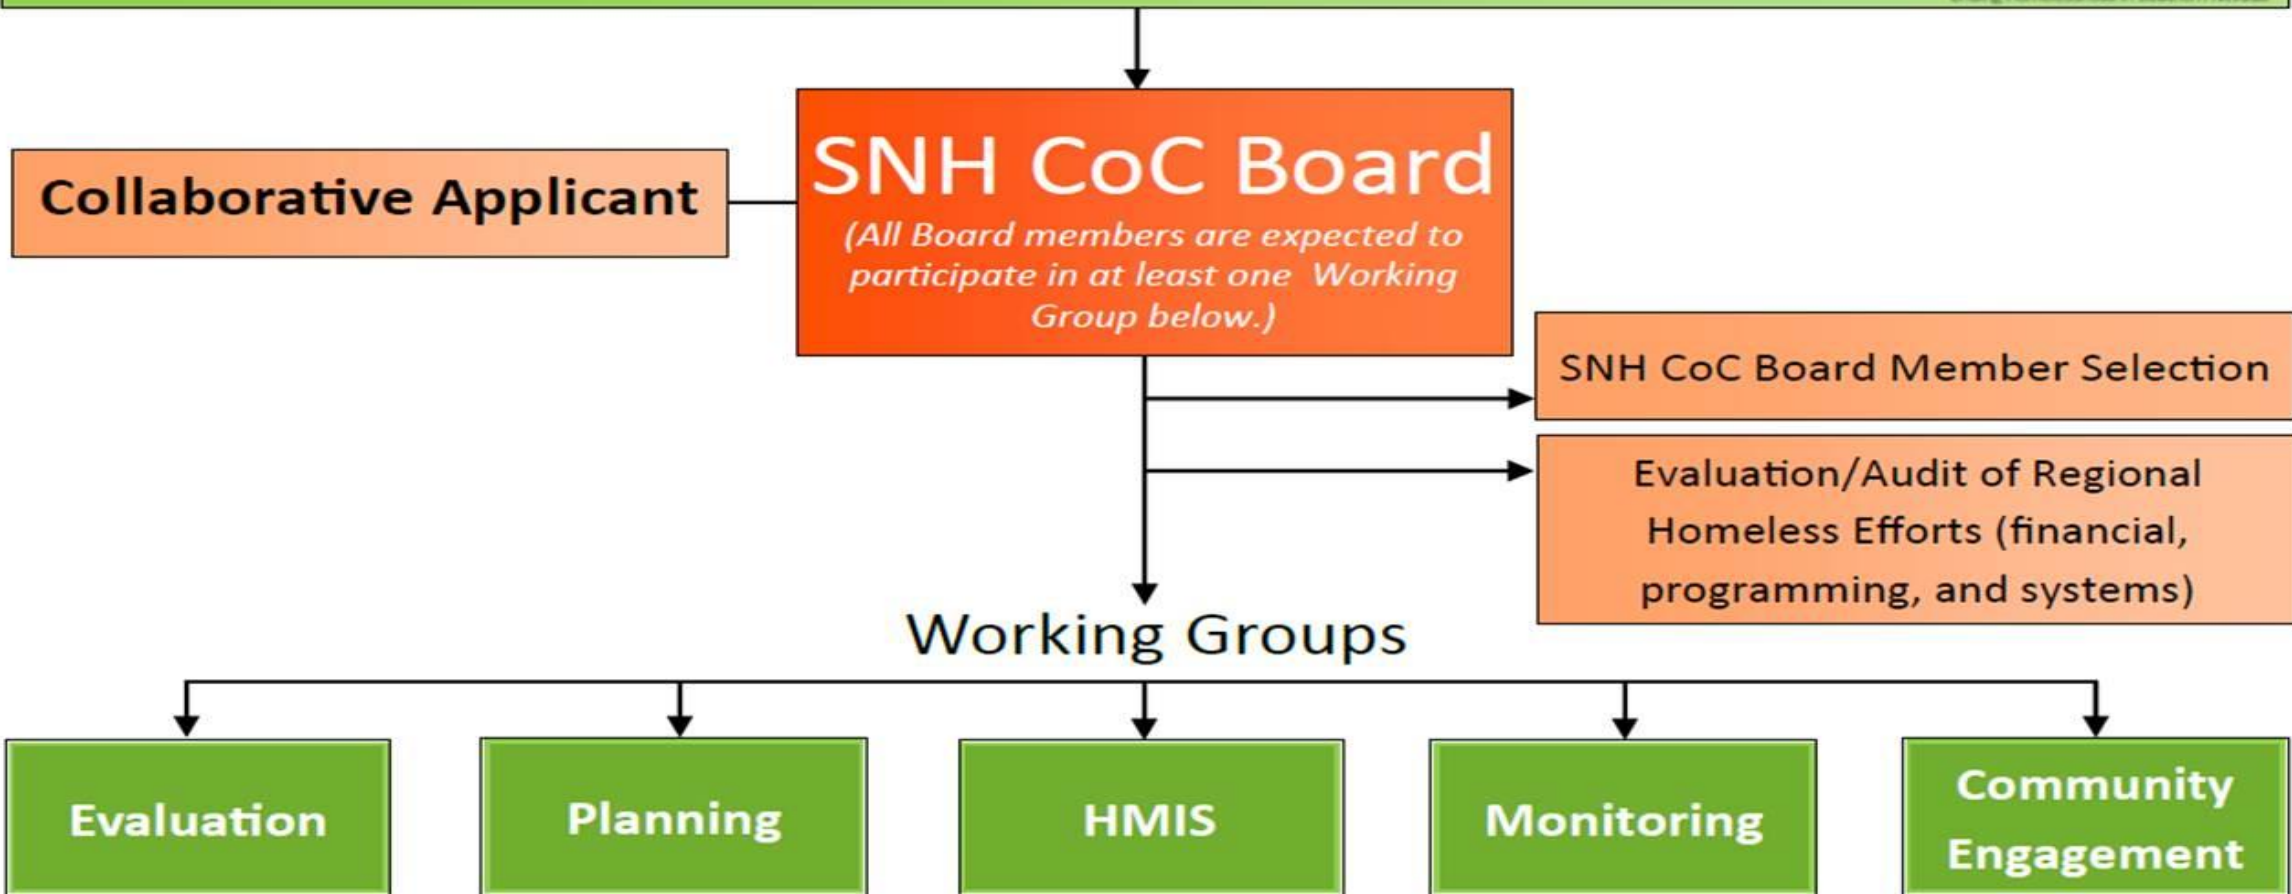 SNH CoC Board
(All Board members are expected to
participate in at least one Working
Group below.)
Collaborative Applicant
SNH CoC Board Member Selection
Evaluation/Audit of Regional
Homeless Efforts (financial,
programming, and systems)
Working Groups
Evaluation
Planning
HMIS
Monitoring
Community
Engagement